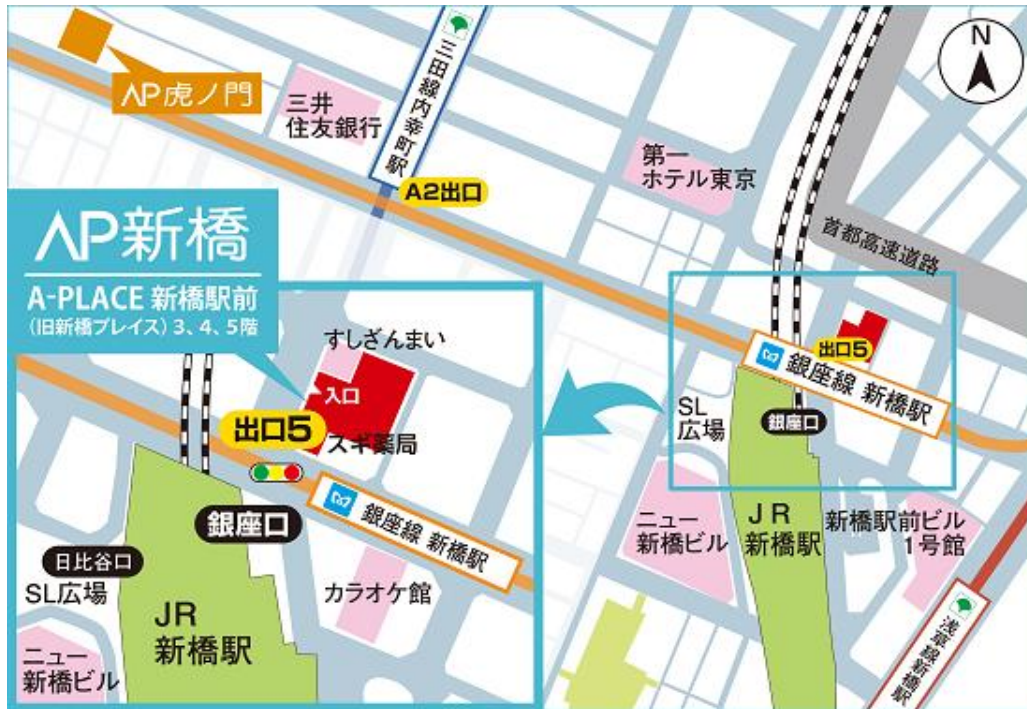 N
三田線内幸町駅
AP虎ノ門
三井
住友銀行
第一
ホテル東京
A2出口
首都高速道路
AP新橋
A-PLACE 新橋駅前
(旧新橋プレイス) 3、4、5階
すしざんまい
入口
出口5
スギ薬局
銀座口
銀座線 新橋駅
日比谷口
SL広場
カラオケ館
JR
新橋駅
ニュー
新橋ビル
出口5
銀座線 新橋駅
SL
広場
銀座口
ニュー
新橋ビル
JR
新橋駅
新橋駅前ビル
1号館
浅草線新橋駅